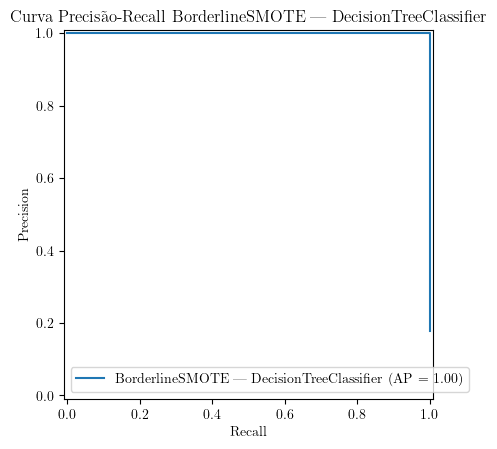 Curva Precisão-Recall BorderlineSMOTE — DecisionTreeClassifier
1.0
0.8
0.6
0.4
0.2
0.0
Precision
BorderlineSMOTE — DecisionTreeClassifier (AP = 1.00)
0.0 0.2 0.4 0.6 0.8 1.0
Recall